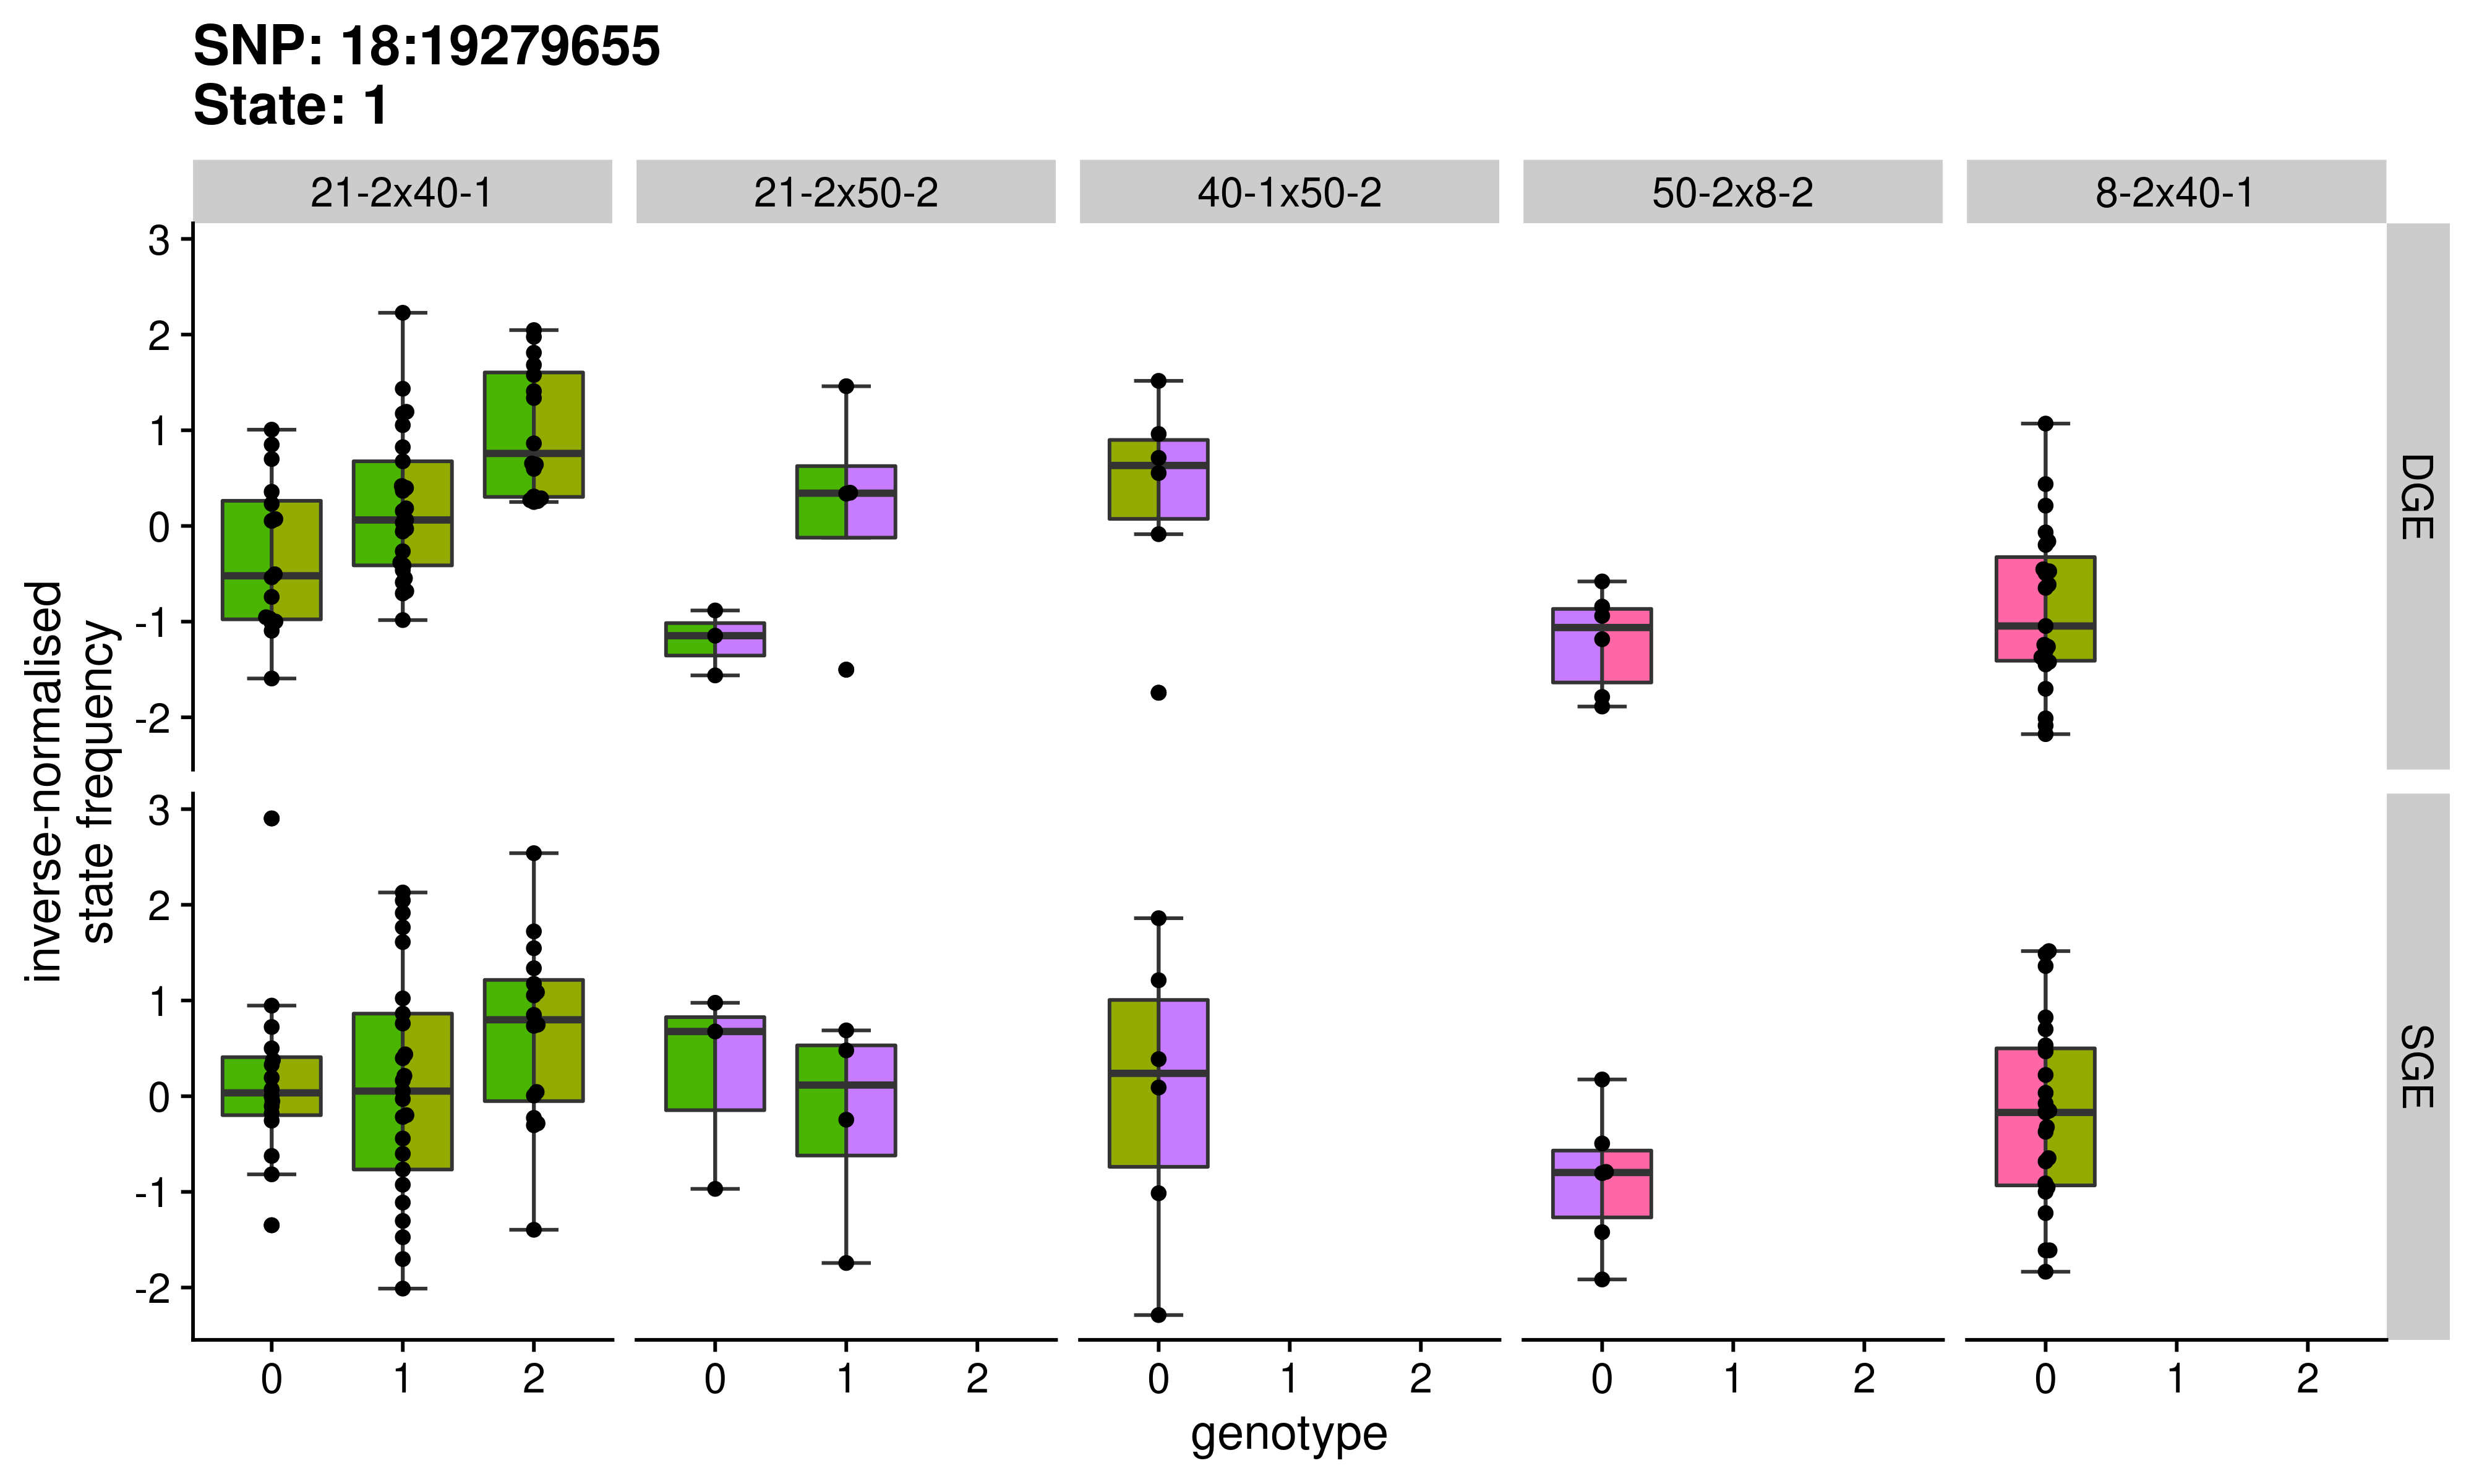 SNP: 18:19279655
State: 1
21-2x40-1 21-2x50-2 40-1x50-2 50-2x8-2 8-2x40-1
3
2
1
0
-1
-2
DGE
3
2
1
0
-1
-2
SGE
inverse-normalised
state frequency
0 1 2 0 1 2 0 1 2 0 1 2 0 1 2
genotype